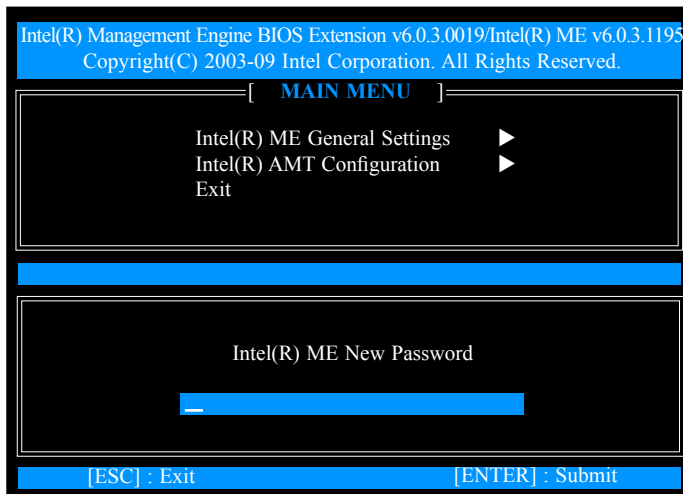 Intel(R) Management Engine BIOS Extension v6.0.3.0019/Intel(R) ME v6.0.3.1195
Copyright(C) 2003-09 Intel Corporation. All Rights Reserved.
[ MAIN MENU ]
Intel(R) ME General Settings ▶
Intel(R) AMT Configuration ▶
Exit
Intel(R) ME New Password
_
[ESC] : Exit [ENTER] : Submit